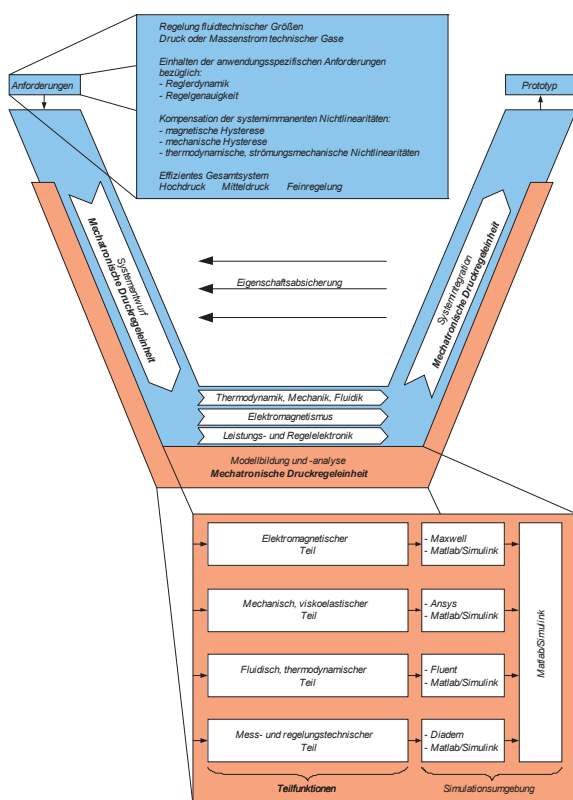 Regelung fluidtechnischer Größen
Druck oder Massenstrom technischer Gase
Einhalten der anwendungsspezifischen Anforderungen
bezüglich:
- Reglerdynamik
- Regelgenauigkeit
Kompensation der systemimmanenten Nichtlinearitäten:
- magnetische Hysterese
- mechanische Hysterese
- thermodynamische, strömungsmechanische Nichtlinearitäten
Effizientes Gesamtsystem
Hochdruck Mitteldruck Feinregelung
Anforderungen
Prototyp
Systementwurf
Mechatronische Druckregeleinheit
Eigenschaftsabsicherung
Systemintegration
Mechatronische Druckregeleinheit
Thermodynamik, Mechanik, Fluidik
Elektromagnetismus
Leistungs- und Regelelektronik
Modellbildung und -analyse
Mechatronische Druckregeleinheit
Elektromagnetischer
Teil
- Maxwell
- Matlab/Simulink
Mechanisch, viskoelastischer
Teil
- Ansys
- Matlab/Simulink
Fluidisch, thermodynamischer
Teil
- Fluent
- Matlab/Simulink
Mess- und regelungstechnischer
Teil
- Diadem
- Matlab/Simulink
Matlab/Simulink
Teilfunktionen
Simulationsumgebung